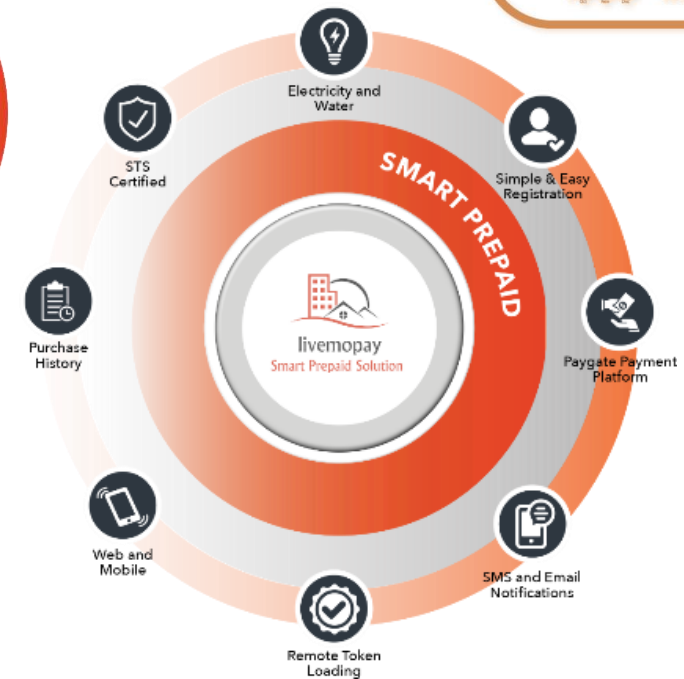 Electricity and
Water
STS
Certified
Simple & Easy
Registration
SMART PREPAID
Purchase
History
livemopay
Smart Prepaid Solution
Paygate Payment
Platform
Web and
Mobile
SMS and Email
Notifications
Remote Token
Loading